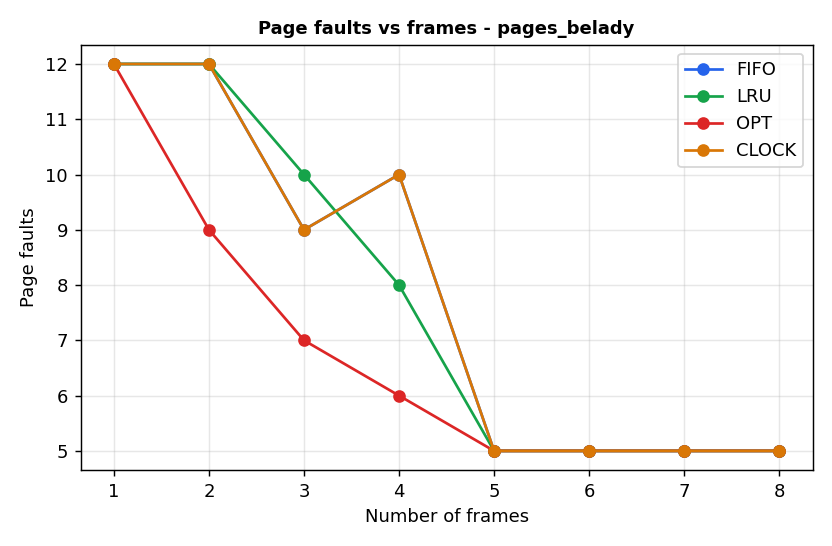 Page faults vs frames - pages_belady
FIFO
LRU
OPT
CLOCK
Page faults
12
11
10
9
8
7
6
5
1 2 3 4 5 6 7 8
Number of frames